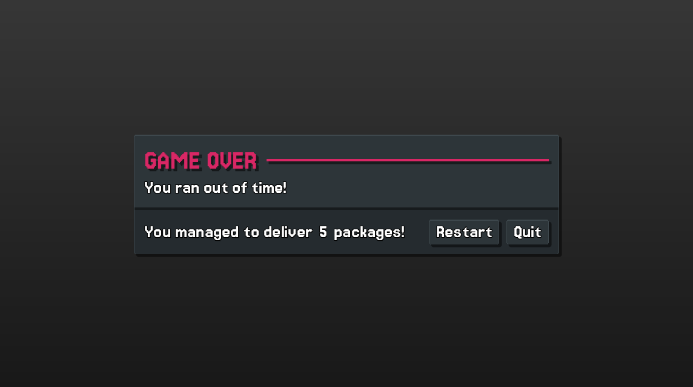 GAME OVER
You ran out of time!
You managed to deliver 5 packages!
Restart
Quit